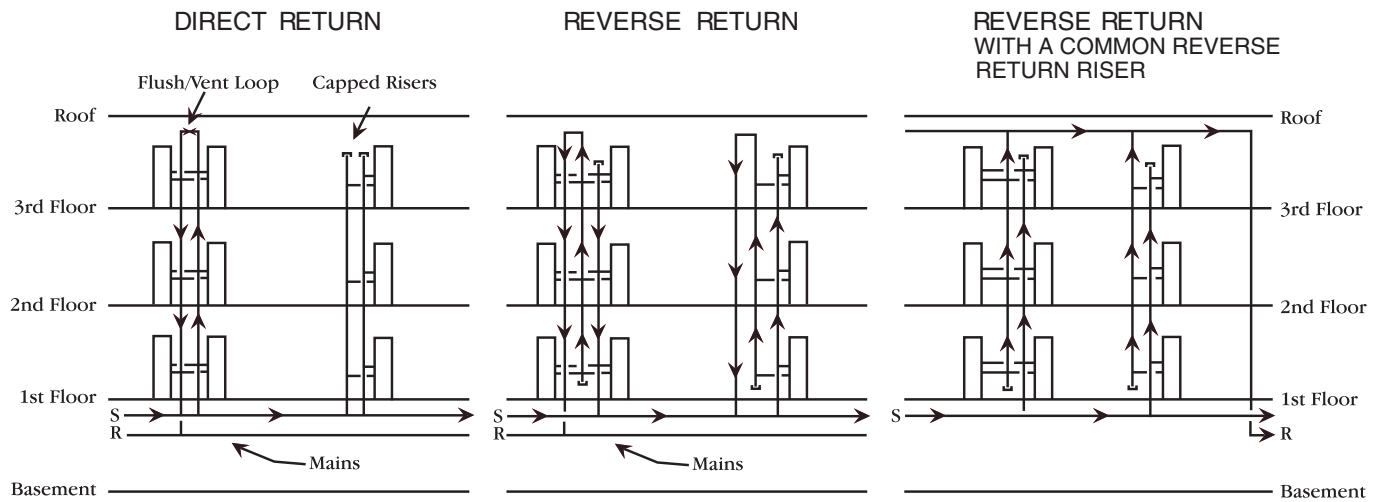 DIRECT RETURN
REVERSE RETURN
REVERSE RETURN
WITH A COMMON REVERSE
RETURN RISER
Flush/Vent Loop
Capped Risers
Roof
Roof
3rd Floor
3rd Floor
2nd Floor
2nd Floor
1st Floor
1st Floor
S
S
S
R
R
R
Mains
Mains
Basement
Basement